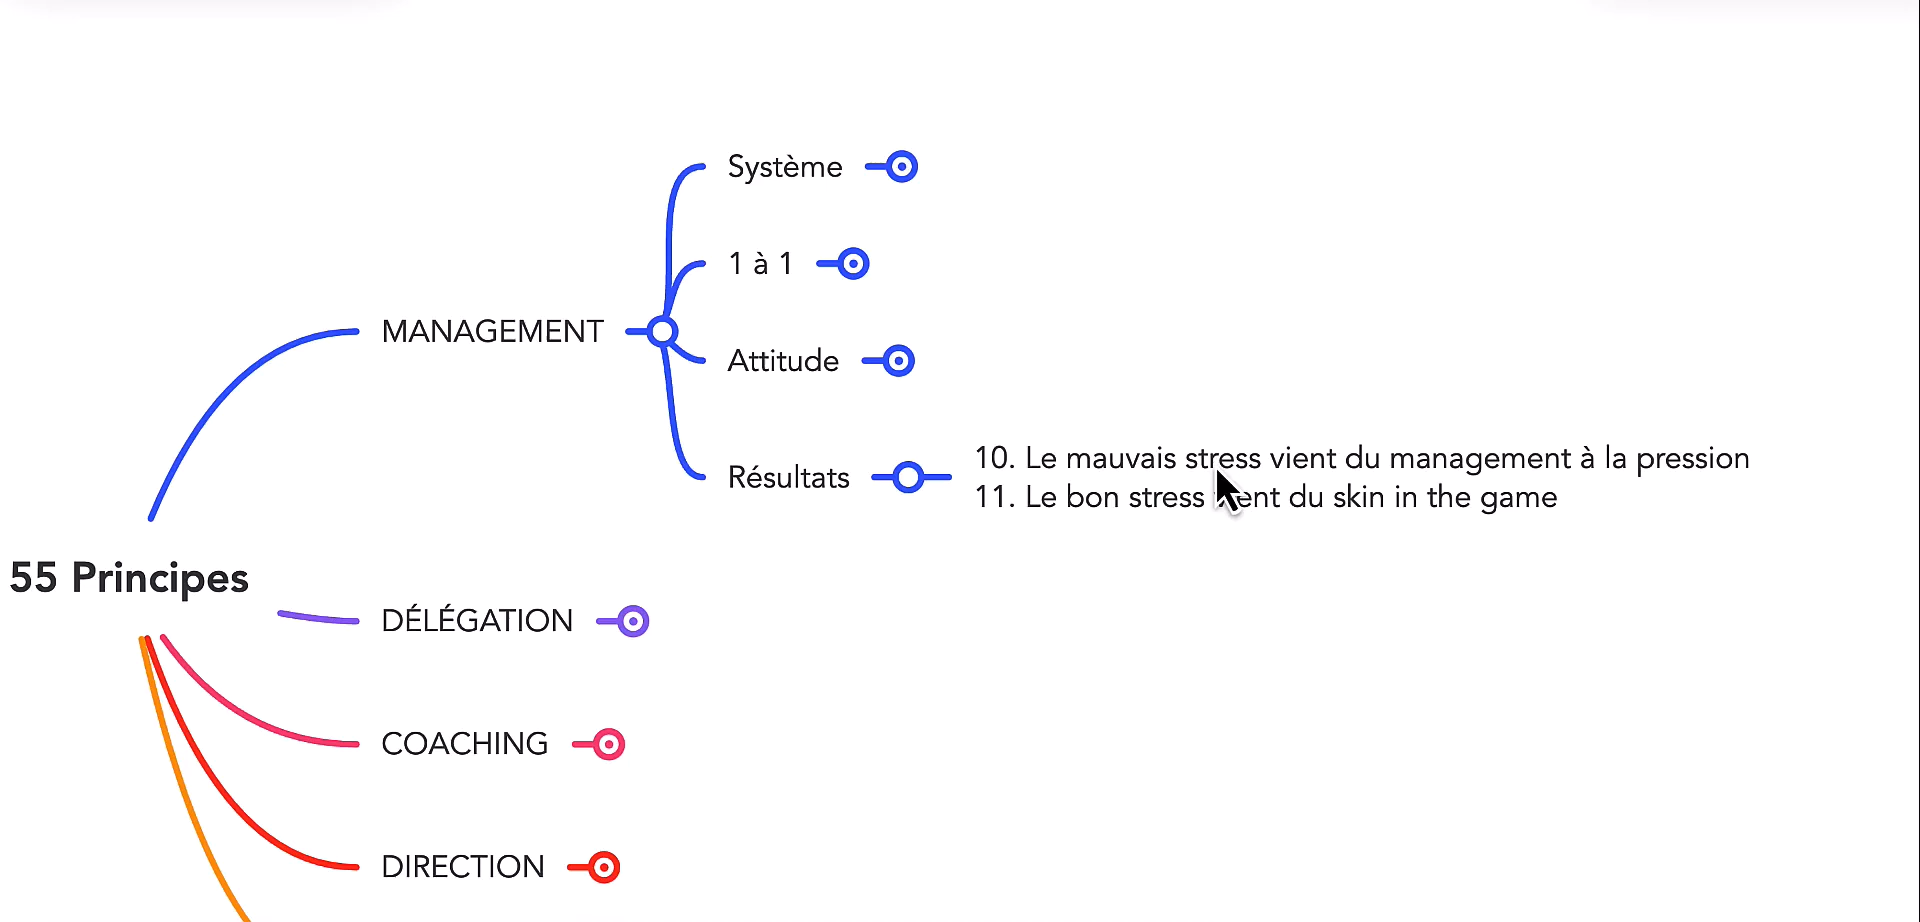 Système
1 à 1
MANAGEMENT
Attitude
Résultats
10. Le mauvais stress vient du management à la pression
11. Le bon stress vient du skin in the game
55 Principes
DÉLÉGATION
COACHING
DIRECTION